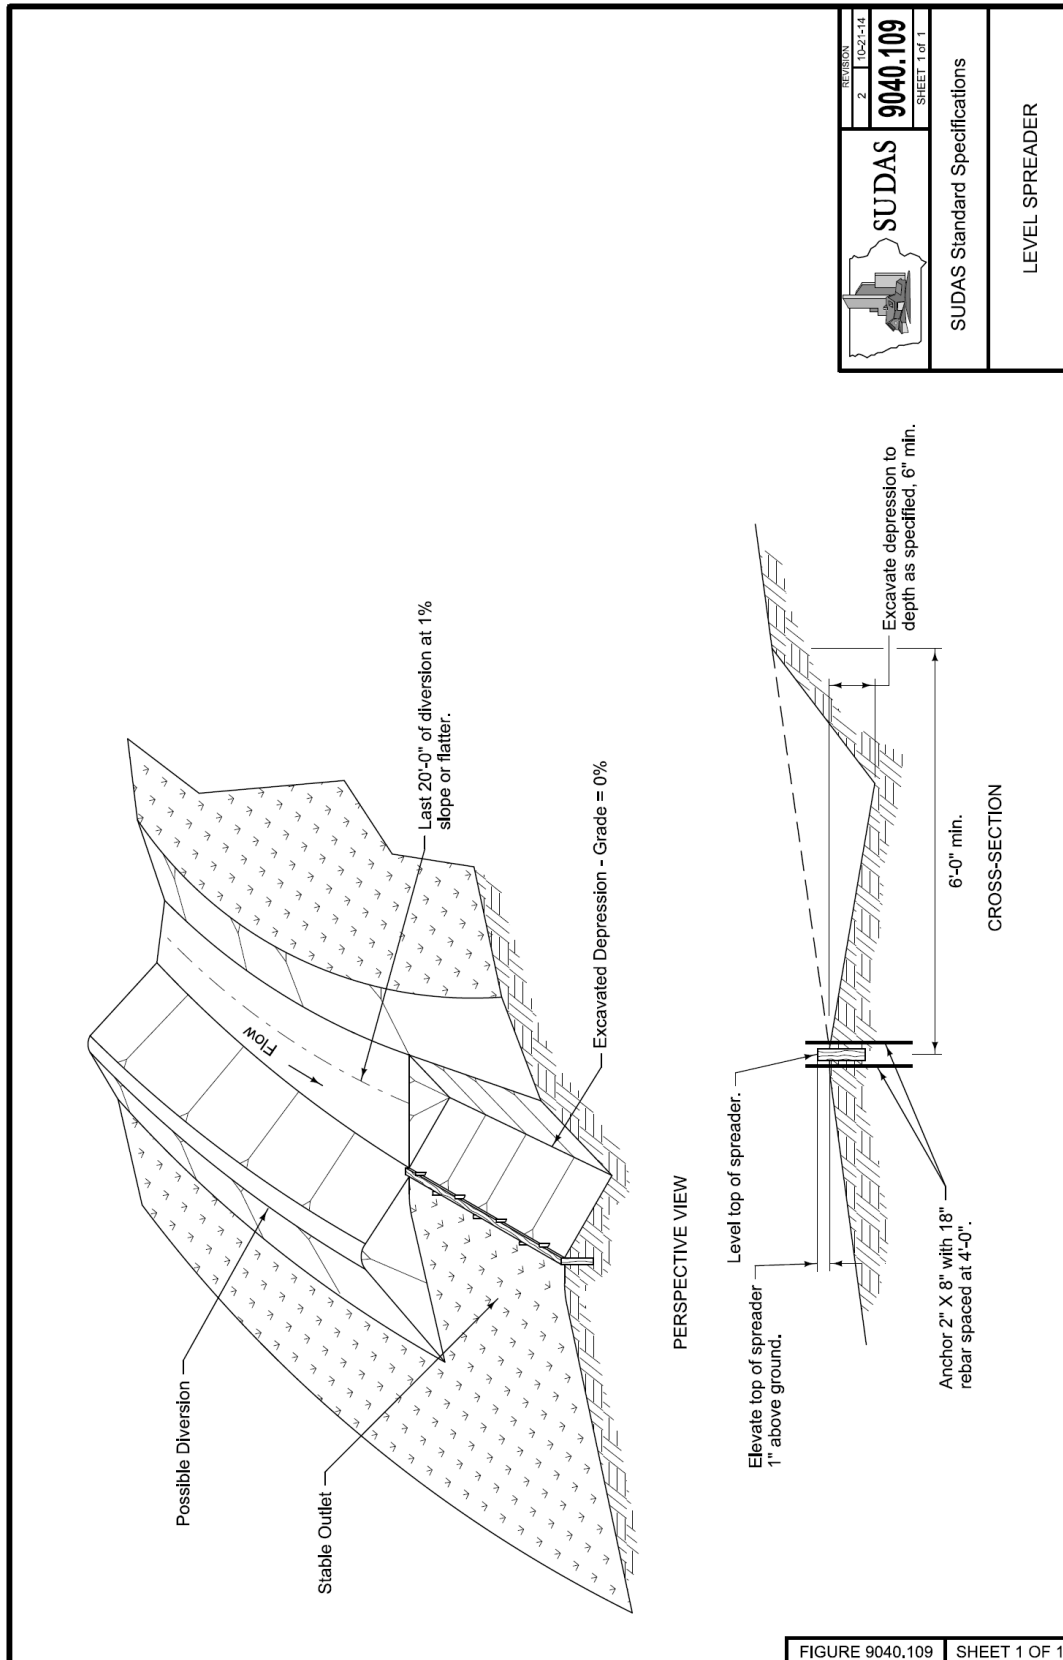 Possible Diversion
Stable Outlet
Flow
Last 20'-0" of diversion at 1%
slope or flatter.
Excavated Depression - Grade = 0%
PERSPECTIVE VIEW
Elevate top of spreader
1" above ground.
Level top of spreader.
Anchor 2" X 8" with 18"
rebar spaced at 4'-0".
6'-0" min.
Excavate depression to
depth as specified, 6" min.
CROSS-SECTION
SUDAS
REVISION
2 10-21-14
9040.109
SHEET 1 of 1
SUDAS Standard Specifications
LEVEL SPREADER
FIGURE 9040.109 SHEET 1 OF 1